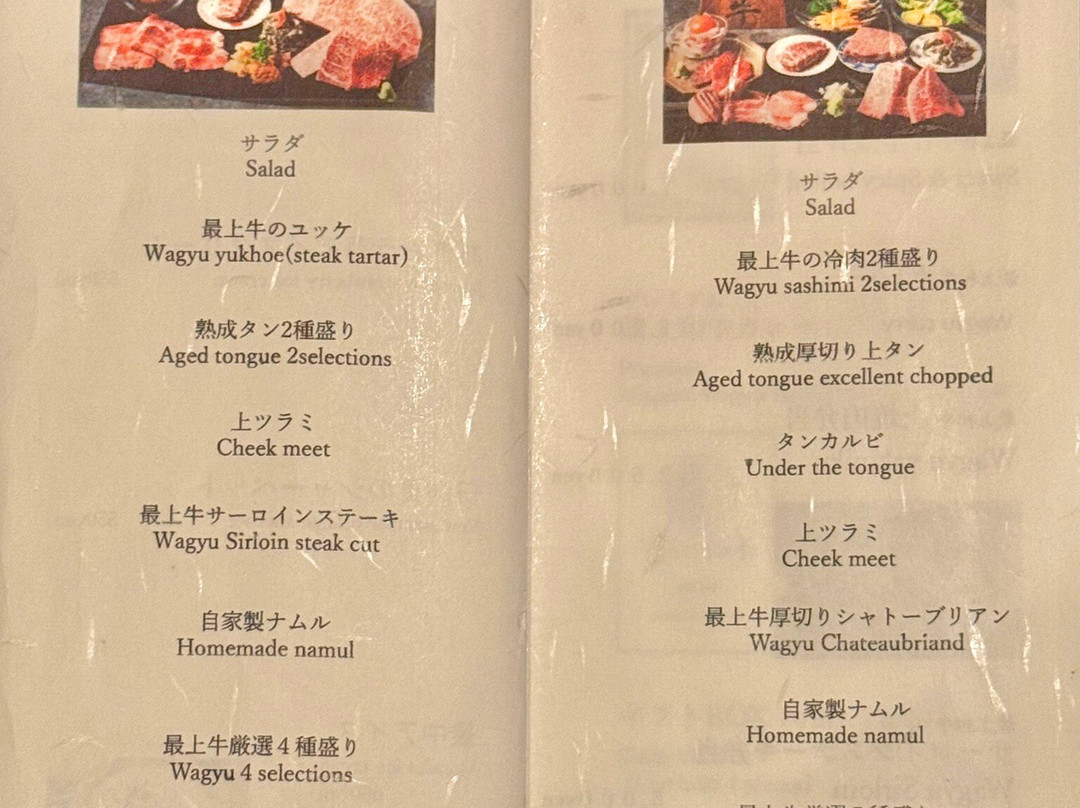 サラダ
Salad
最上牛のユッケ
Wagyu yukhoe(steak tartar)
熟成タン2種盛り
Aged tongue 2selections
上ツラミ
Cheek meet
最上牛サーロインステーキ
Wagyu Sirloin steak cut
自家製ナムル
Homemade namul
最上牛厳選４種盛り
Wagyu 4 selections
サラダ
Salad
最上牛の冷肉2種盛り
Wagyu sashimi 2selections
熟成厚切り上タン
Aged tongue excellent chopped
タンカルビ
Under the tongue
上ツラミ
Cheek meet
最上牛厚切りシャトーブリアン
Wagyu Chateaubriand
自家製ナムル
Homemade namul